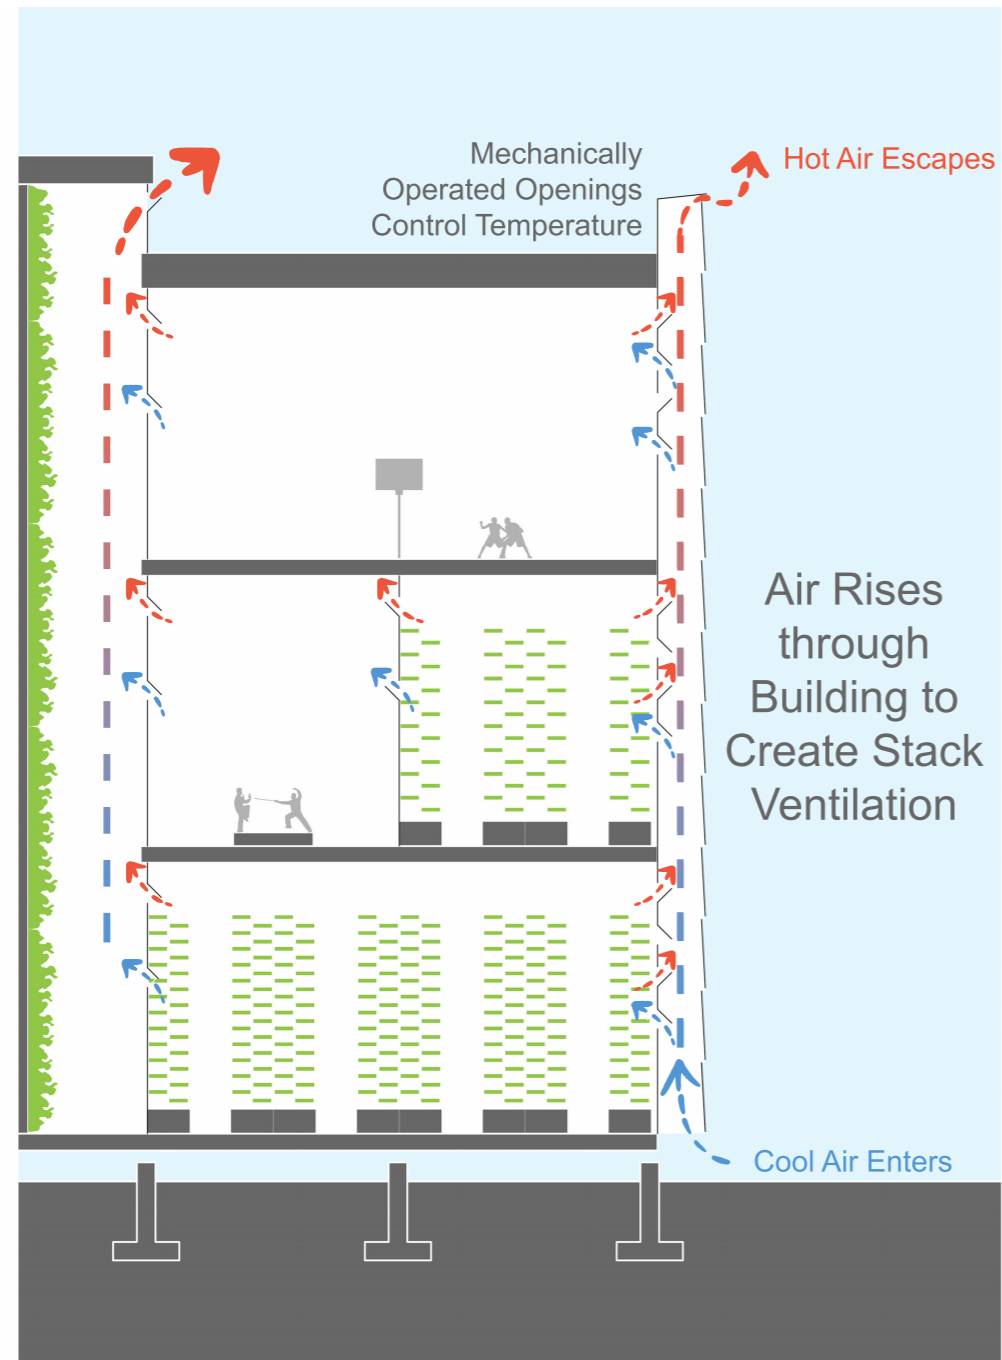 Mechanically
Operated Openings
Control Temperature
Hot Air Escapes
Air Rises
through
Building to
Create Stack
Ventilation
Cool Air Enters